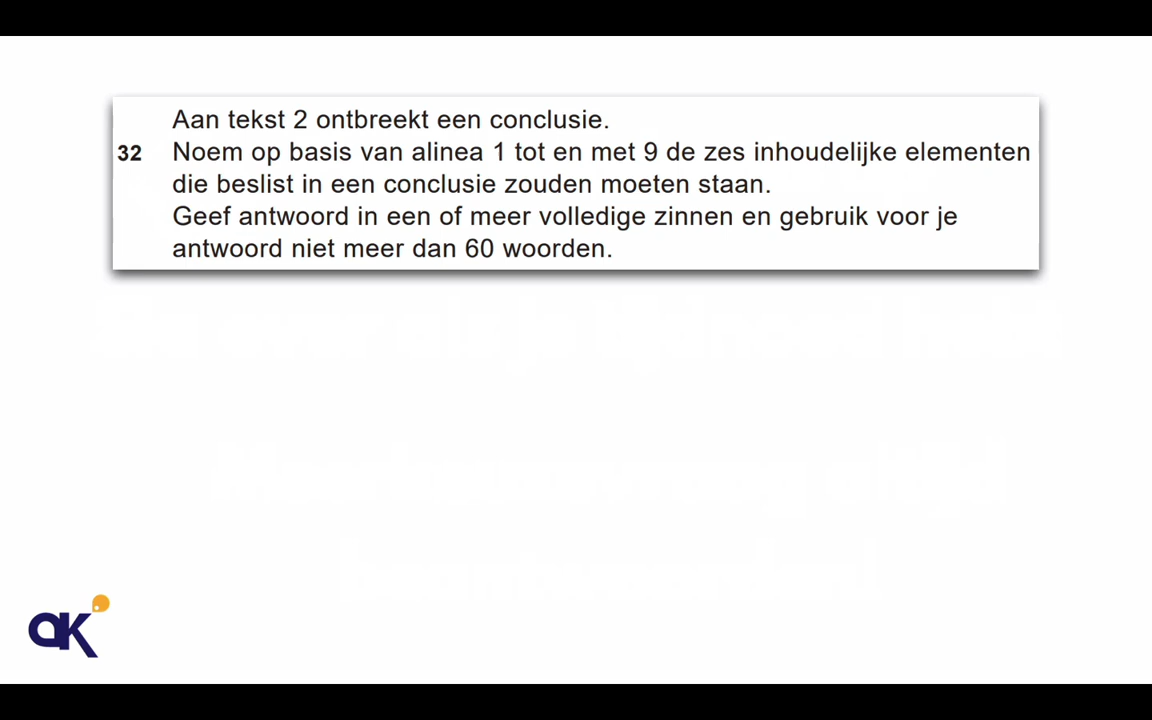 Aan tekst 2 ontbreekt een conclusie.
32 Noem op basis van alinea 1 tot en met 9 de zes inhoudelijke elementen
die beslist in een conclusie zouden moeten staan.
Geef antwoord in een of meer volledige zinnen en gebruik voor je
antwoord niet meer dan 60 woorden.
ak